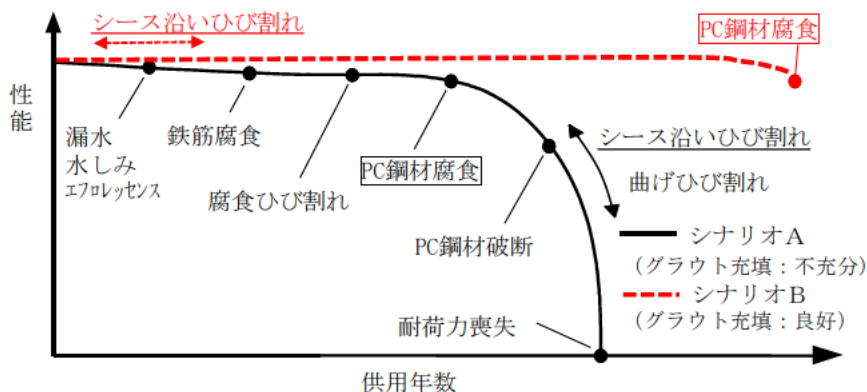 シース沿いひび割れ
PC鋼材腐食
性能
漏水
水しみ
エフロレッセンス
鉄筋腐食
腐食ひび割れ
PC鋼材腐食
PC鋼材破断
シース沿いひび割れ
曲げひび割れ
シナリオA
(グラウト充填：不充分)
シナリオB
(グラウト充填：良好)
耐荷力喪失
供用年数